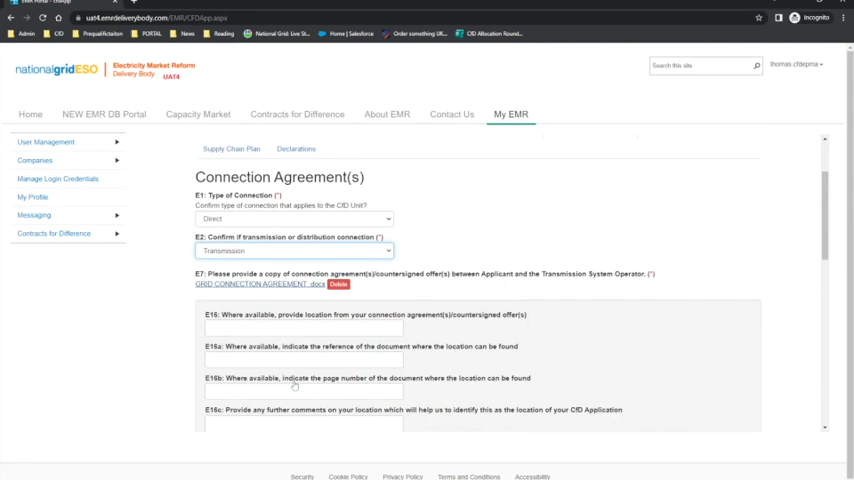 EMR Portal - CfdApp
uat4.emrdeliverybody.com/EMR/CFDApp.aspx
Incognito
Admin
CfD
Prequalification
PORTAL
News
Reading
National Grid: Live St...
Home | Salesforce
Order something UK...
CfD Allocation Round...
nationalgridESO
Electricity Market Reform
Delivery Body
UAT4
Search this site
thomas.cfdepma
Home
NEW EMR DB Portal
Capacity Market
Contracts for Difference
About EMR
Contact Us
My EMR
User Management
Companies
Manage Login Credentials
My Profile
Messaging
Contracts for Difference
Supply Chain Plan
Declarations
Connection Agreement(s)
E1: Type of Connection (*)
Confirm type of connection that applies to the CfD Unit?
Direct
E2: Confirm if transmission or distribution connection (*)
Transmission
E7: Please provide a copy of connection agreement(s)/countersigned offer(s) between Applicant and the Transmission System Operator. (*)
GRID CONNECTION AGREEMENT .docx Delete
E16: Where available, provide location from your connection agreement(s)/countersigned offer(s)
E16a: Where available, indicate the reference of the document where the location can be found
E16b: Where available, indicate the page number of the document where the location can be found
E16c: Provide any further comments on your location which will help us to identify this as the location of your CfD Application
Security
Cookie Policy
Privacy Policy
Terms and Conditions
Accessibility